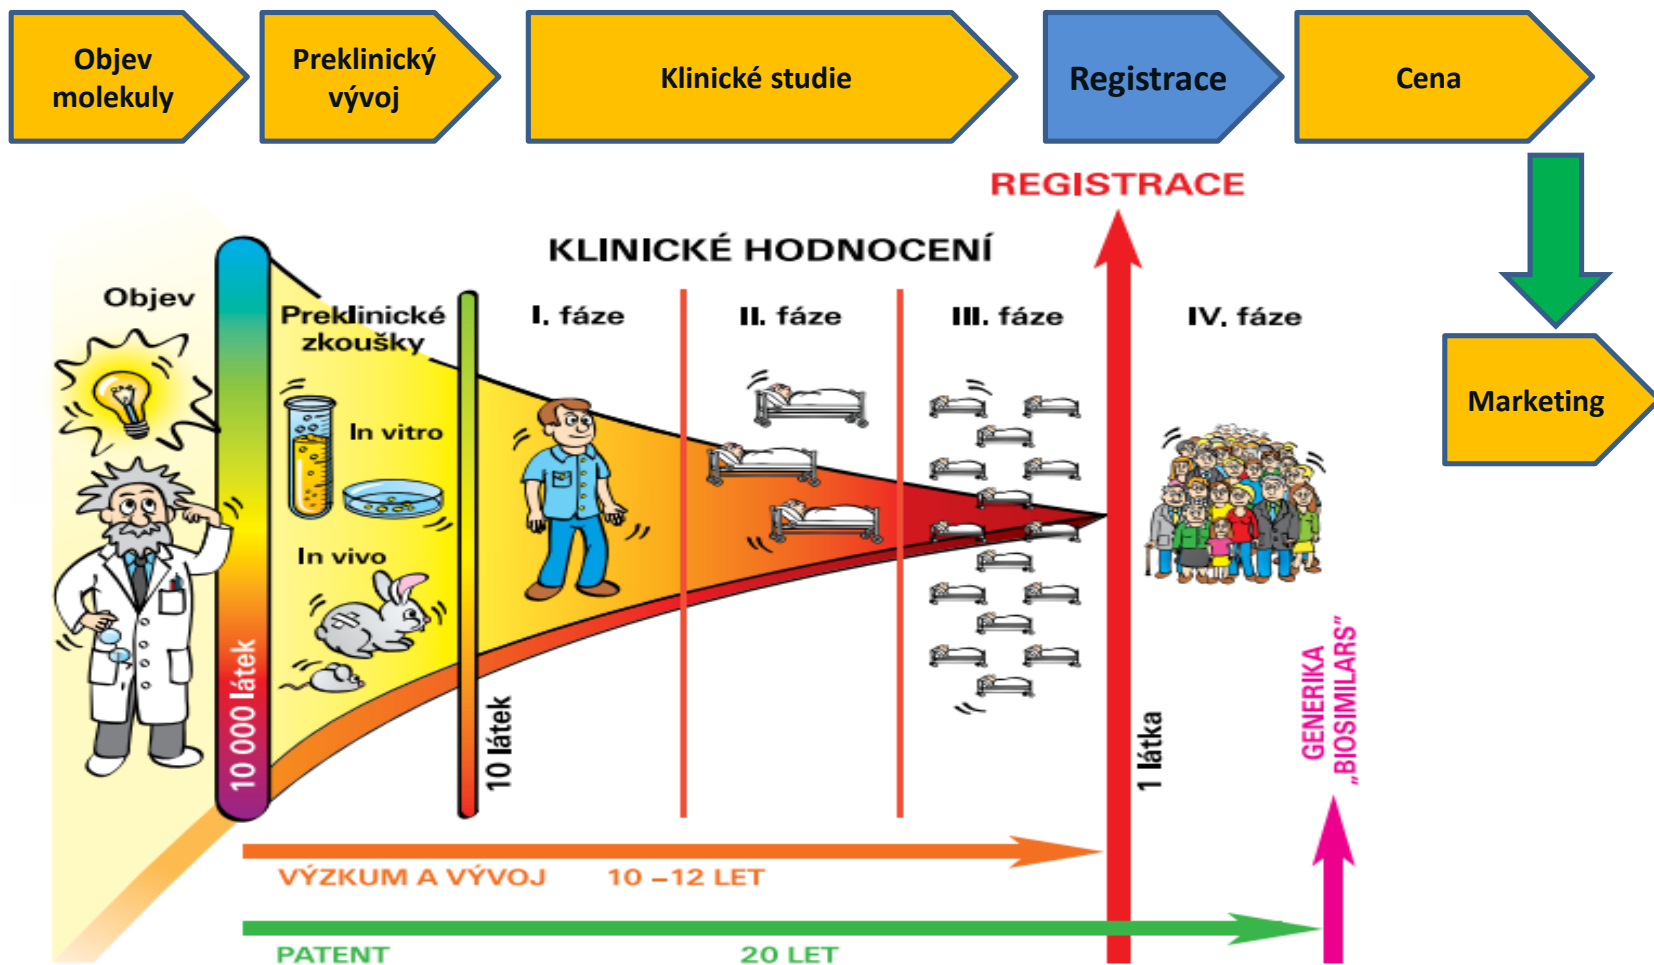 Objev
molekuly
Preklinický
vývoj
Klinické studie
Registrace
Cena
REGISTRACE
KLINICKÉ HODNOCENÍ
Objev
Preklinické
zkoušky
I. fáze
II. fáze
III. fáze
IV. fáze
Marketing
In vitro
In vivo
10 000 látek
10 látek
1 látka
GENERIKA
„BIOSIMILARS"
VÝZKUM A VÝVOJ 10 –12 LET
PATENT 20 LET